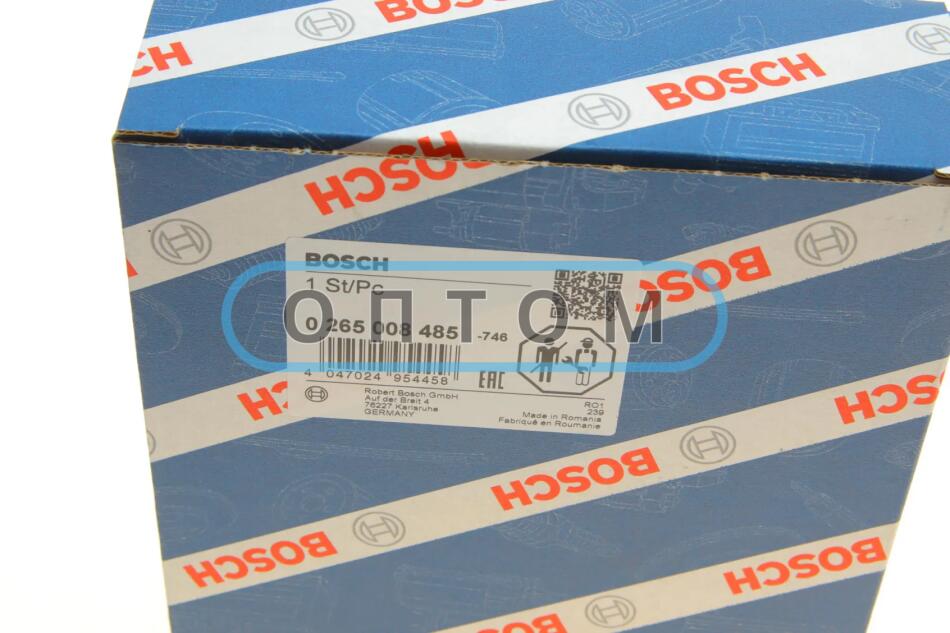 BOSCH
BOSCH
BOSCH
BOSCH
BOSCH
1 St/Pc
0 265 008 485 -746
ОПТОМ
4 047024 954458
EAC
Robert Bosch GmbH
Auf der Breit 4
76227 Karlsruhe
GERMANY
RO1
239
Made in Romania
Fabriqué en Roumanie
BOSCH
BOSCH
BOSCH
BOSCH
BOSCH
BOSCH
BOSCH